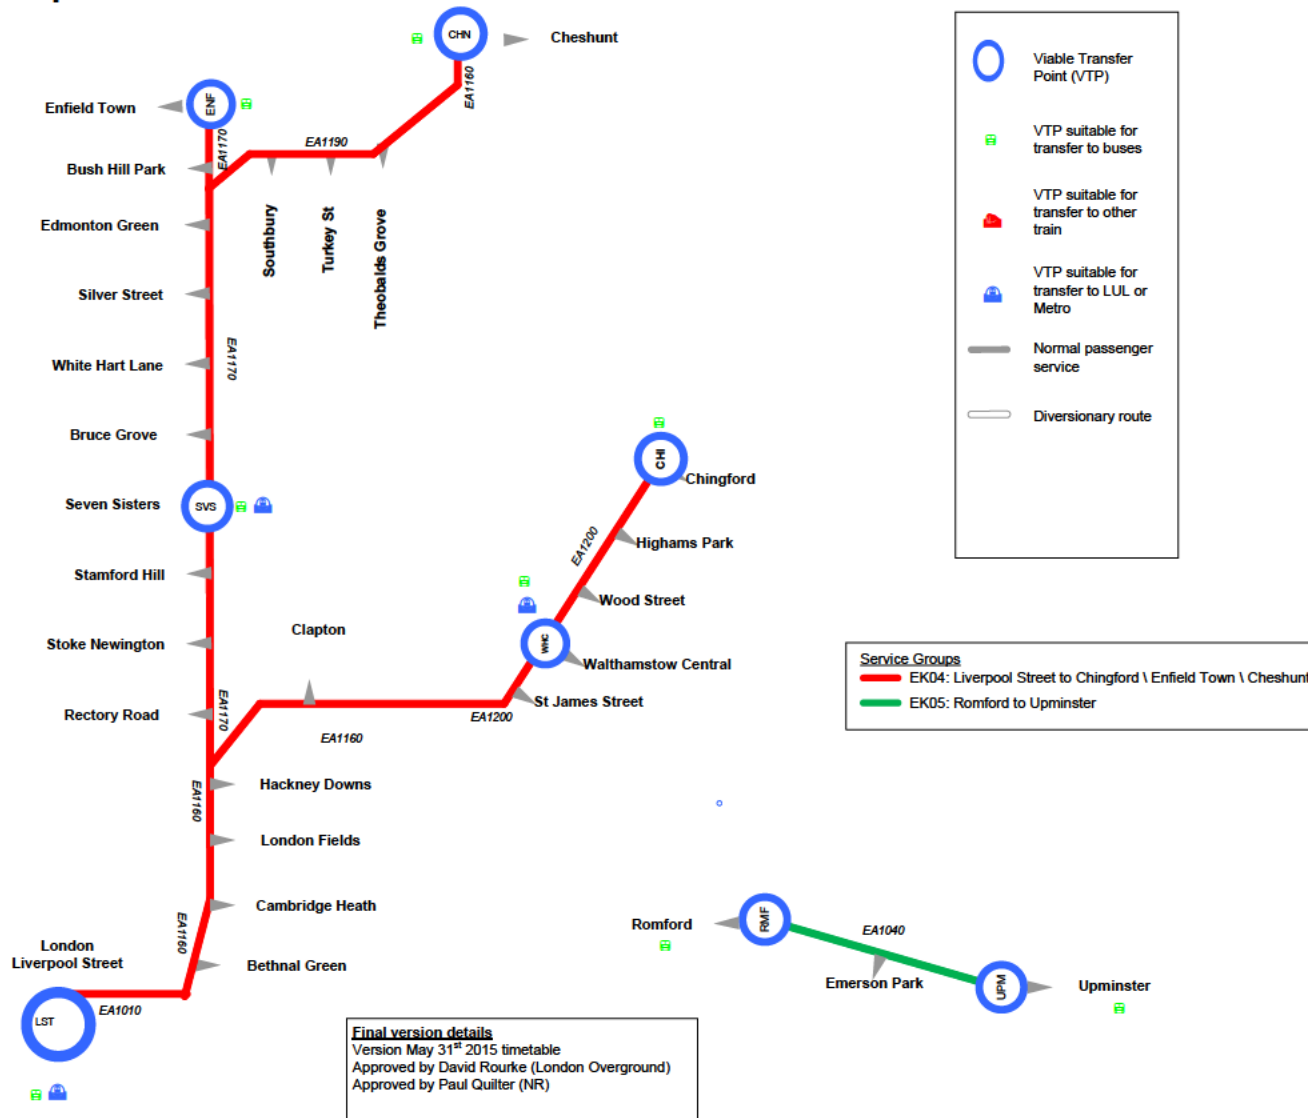 CHN
Cheshunt
EA1160
ENF
Enfield Town
EA1170
EA1190
Bush Hill Park
Edmonton Green
Southbury
Turkey St
Theobalds Grove
Silver Street
EA1170
White Hart Lane
Bruce Grove
SVS
Seven Sisters
Stamford Hill
Stoke Newington
Rectory Road
EA1170
Clapton
EA1160
EA1200
CHI
Chingford
Highams Park
EA1200
Wood Street
WHC
Walthamstow Central
St James Street
EA1160
Hackney Downs
London Fields
Cambridge Heath
EA1160
Bethnal Green
London
Liverpool Street
LST
EA1010
Viable Transfer
Point (VTP)
VTP suitable for
transfer to buses
VTP suitable for
transfer to other
train
VTP suitable for
transfer to LUL or
Metro
Normal passenger
service
Diversionary route
Service Groups
EK04: Liverpool Street to Chingford \ Enfield Town \ Cheshunt
EK05: Romford to Upminster
Romford
RMF
EA1040
Emerson Park
UPM
Upminster
Final version details
Version May 31st 2015 timetable
Approved by David Rourke (London Overground)
Approved by Paul Quilter (NR)